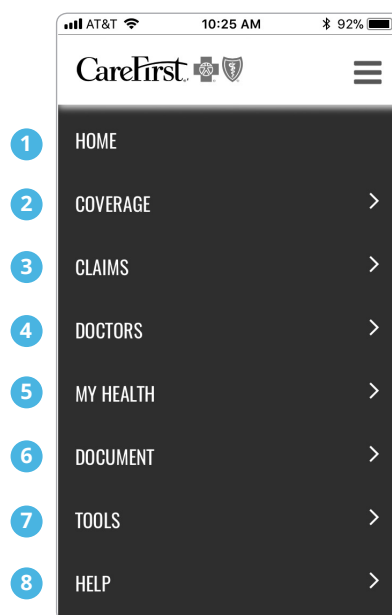 AT&T 10:25 AM 92%
CareFirst
1 HOME
2 COVERAGE
3 CLAIMS
4 DOCTORS
5 MY HEALTH
6 DOCUMENT
7 TOOLS
8 HELP